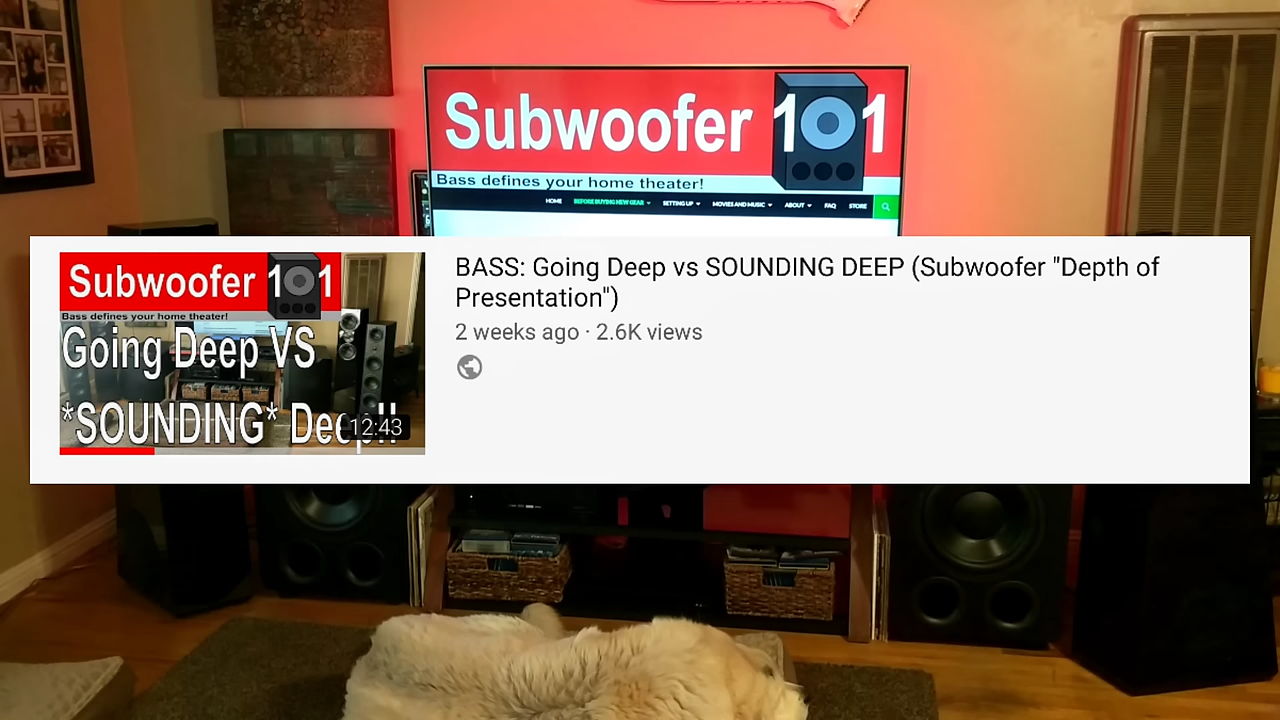 Subwoofer 101
Bass defines your home theater!
HOME BEFORE BUYING NEW GEAR SETTING UP MOVIES AND MUSIC ABOUT FAQ STORE
Subwoofer 101
Bass defines your home theater!
Going Deep VS
*SOUNDING* Deep!!
12:43
BASS: Going Deep vs SOUNDING DEEP (Subwoofer "Depth of
Presentation")
2 weeks ago · 2.6K views